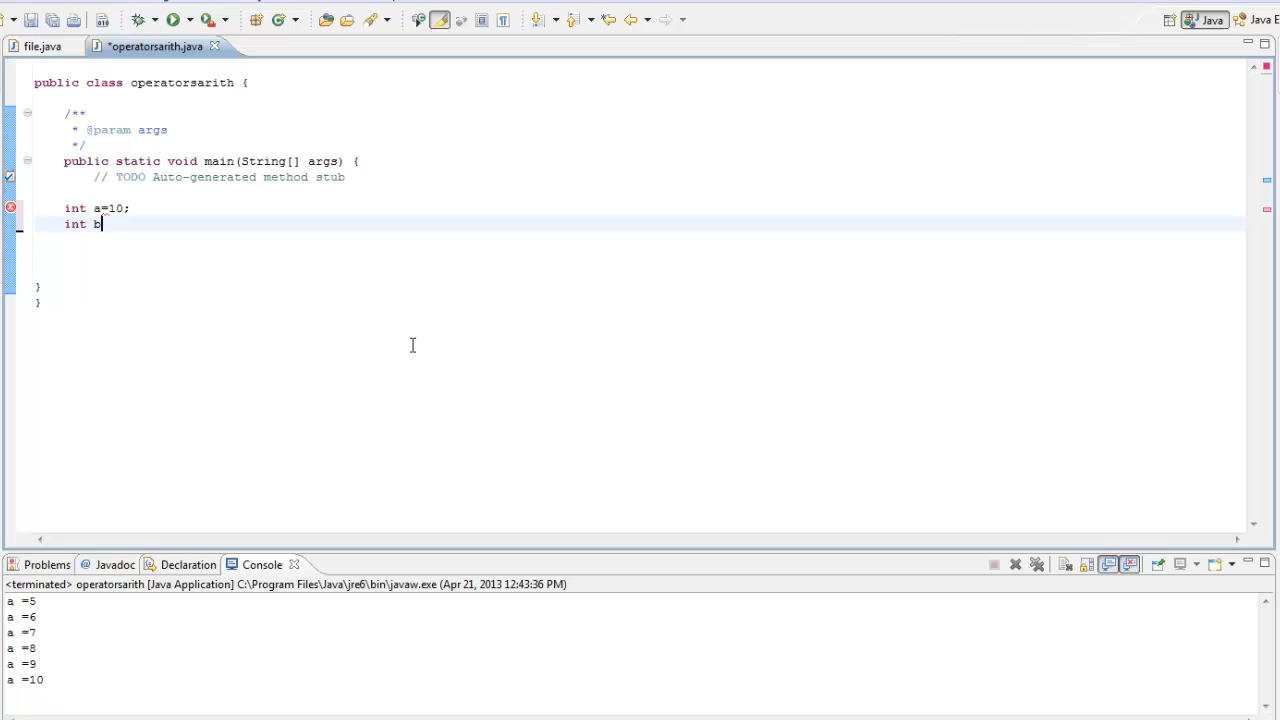 Java
Java E
file.java
*operatorsarith.java
public class operatorsarith {
/**
* @param args
*/
public static void main(String[] args) {
// TODO Auto-generated method stub
int a=10;
int b
}
}
Problems
@ Javadoc
Declaration
Console
<terminated> operatorsarith [Java Application] C:\Program Files\Java\jre6\bin\javaw.exe (Apr 21, 2013 12:43:36 PM)
a =5
a =6
a =7
a =8
a =9
a =10